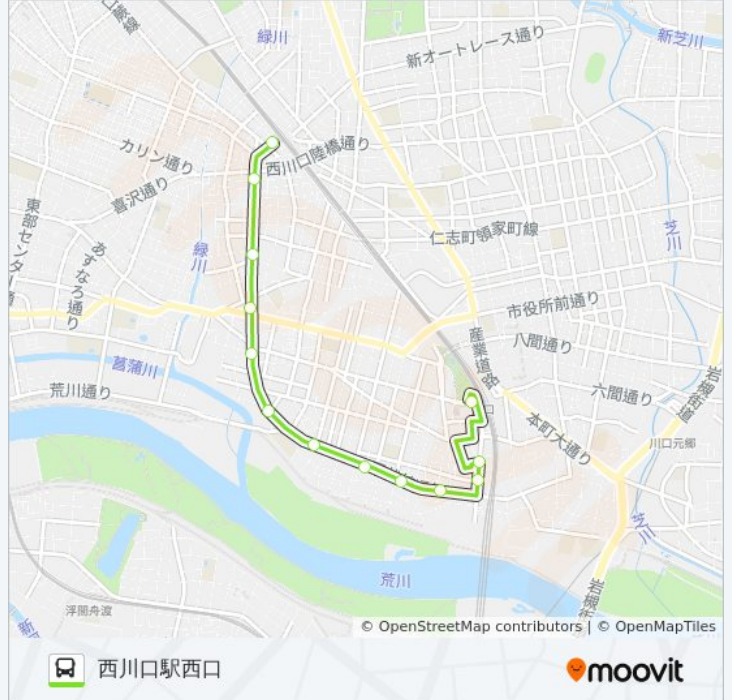 蕨線
緑川
新オートレース通り
新芝川
カリン通り
西川口陸橋通り
喜沢通り
東部センター通
あすなろ通り
緑川
仁志町領家町線
芝川
市役所前通り
産業道路
八間通り
菖蒲川
荒川通り
六間通り
岩槻街道
本町大通り
川口元郷
芝川
荒川
岩槻街
浮間舟渡
新
© OpenStreetMap contributors | © OpenMapTiles
西川口駅西口
moovit